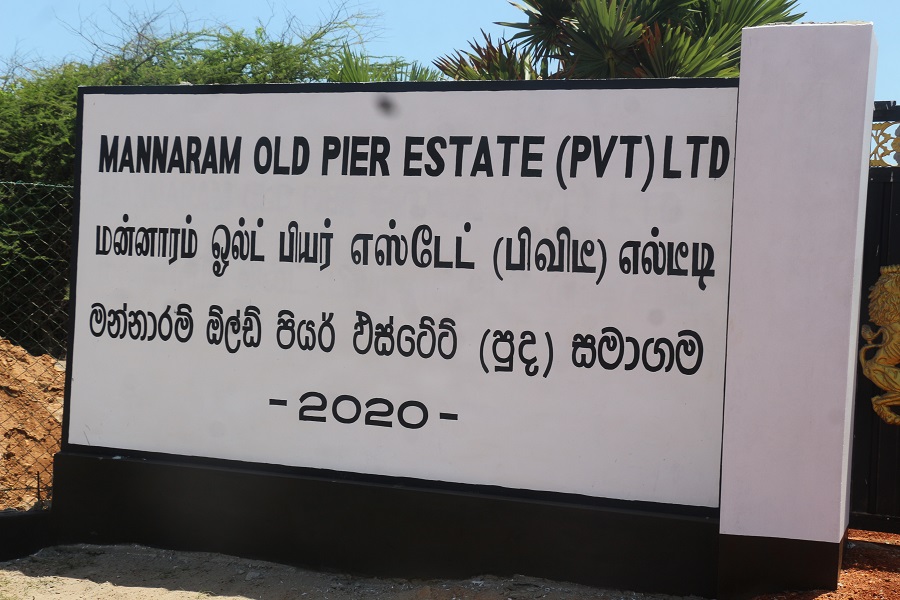 MANNARAM OLD PIER ESTATE (PVT) LTD
மன்னாரம் ஓல்ட் பியர் எஸ்டேட் (பிவிடீ) எல்டீடி
මන්නාරම් ඕල්ඩ් පියර් එස්ටේට් (පුද) සමාගම
- 2020 -